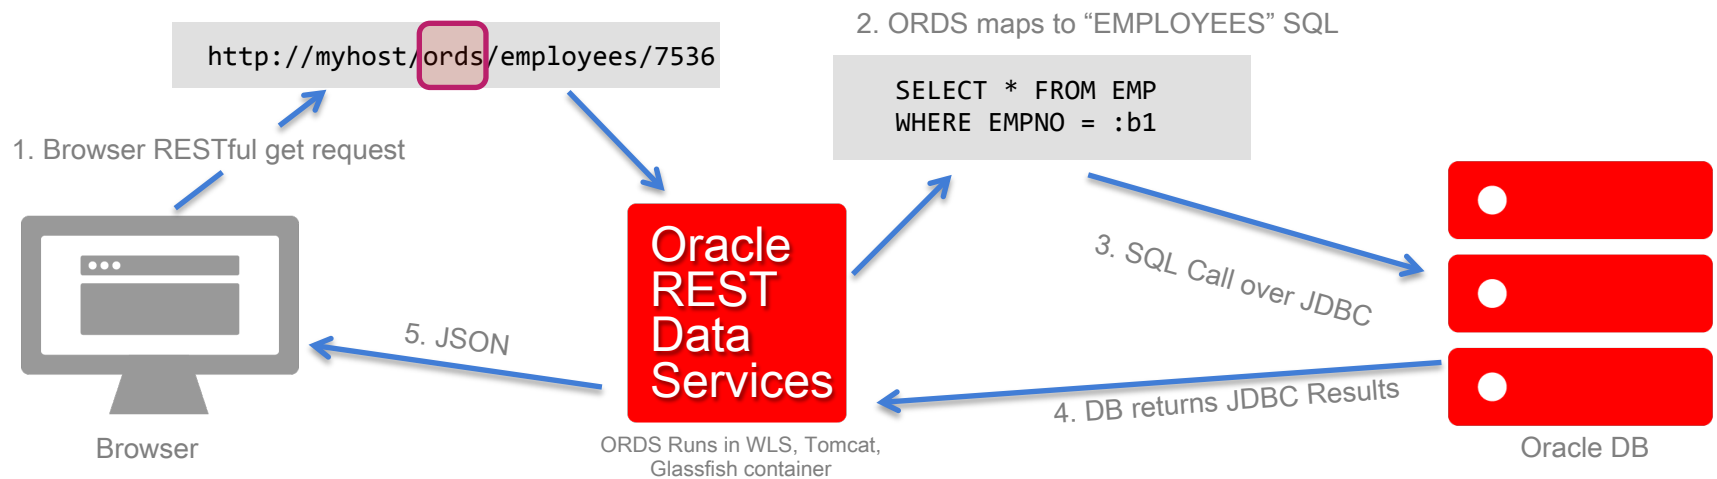 2. ORDS maps to “EMPLOYEES” SQL
http://myhost/ords/employees/7536
SELECT * FROM EMP
WHERE EMPNO = :b1
1. Browser RESTful get request
Oracle
REST
Data
Services
3. SQL Call over JDBC
5. JSON
4. DB returns JDBC Results
Browser
ORDS Runs in WLS, Tomcat,
Glassfish container
Oracle DB